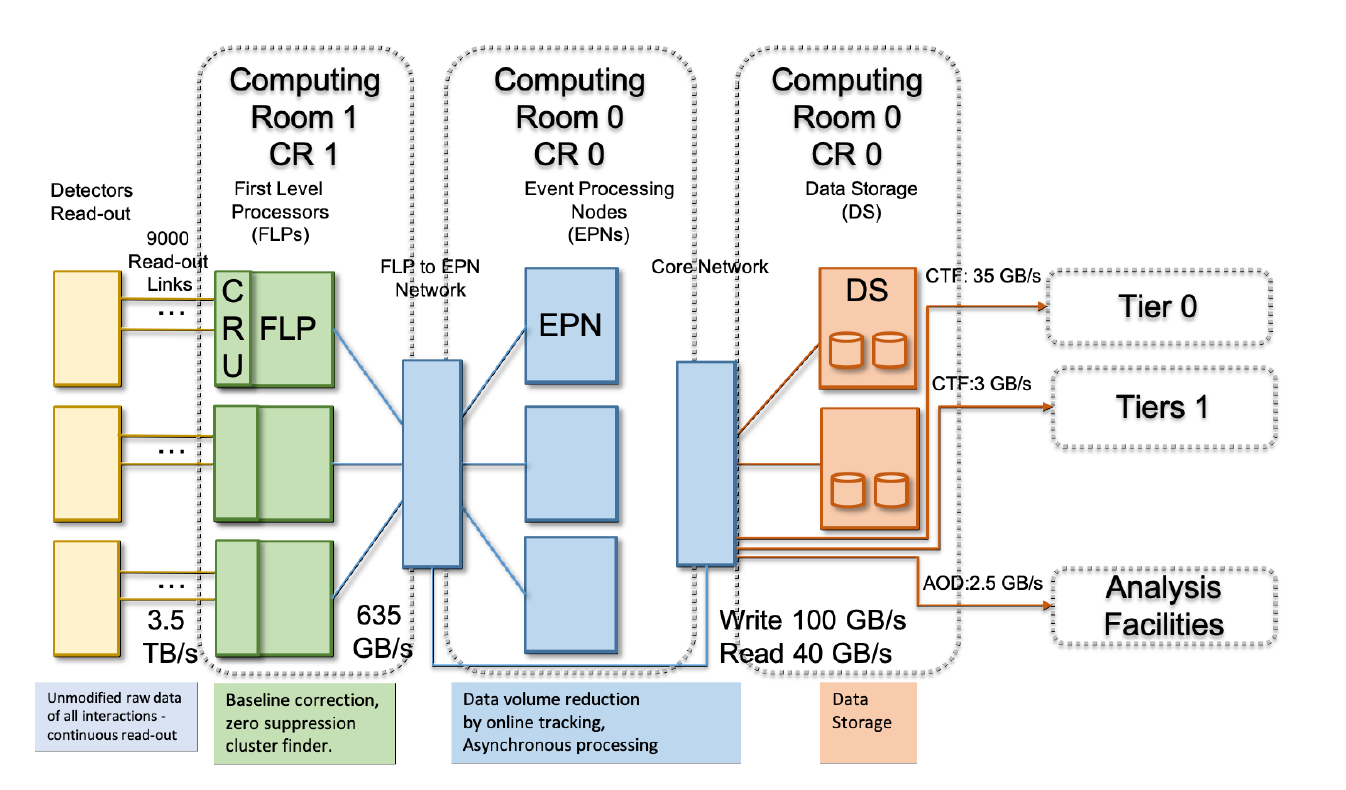 Computing
Room 1
CR 1
Computing
Room 0
CR 0
Computing
Room 0
CR 0
Detectors
Read-out
First Level
Processors
(FLPs)
Event Processing
Nodes
(EPNs)
Data Storage
(DS)
9000
Read-out
Links
FLP to EPN
Network
Core Network
...
C
R
U
FLP
EPN
DS
CTF: 35 GB/s
Tier 0
CTF:3 GB/s
Tiers 1
...
...
3.5
TB/s
635
GB/s
Write 100 GB/s
Read 40 GB/s
AOD:2.5 GB/s
Analysis
Facilities
Unmodified raw data
of all interactions -
continuous read-out
Baseline correction,
zero suppression
cluster finder.
Data volume reduction
by online tracking,
Asynchronous processing
Data
Storage